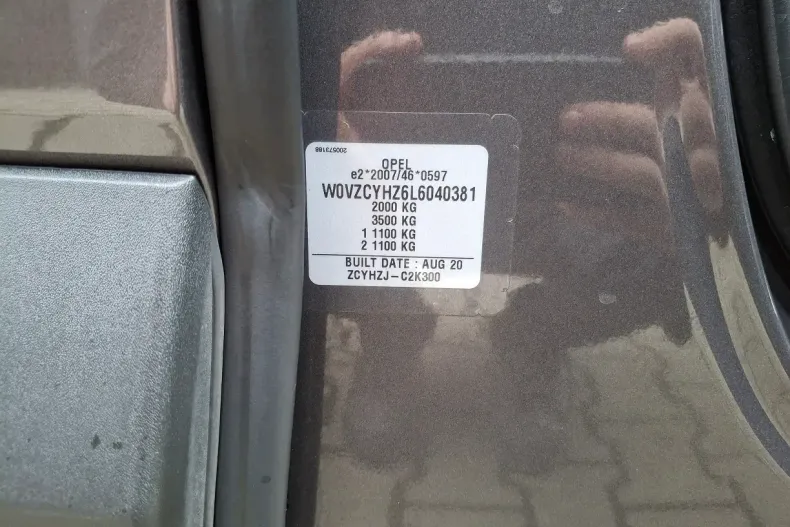 200573188
OPEL
e2*2007/46*0597
W0VZCYHZ6L6040381
2000 KG
3500 KG
1 1100 KG
2 1100 KG
BUILT DATE : AUG 20
ZCYHZJ-C2K300